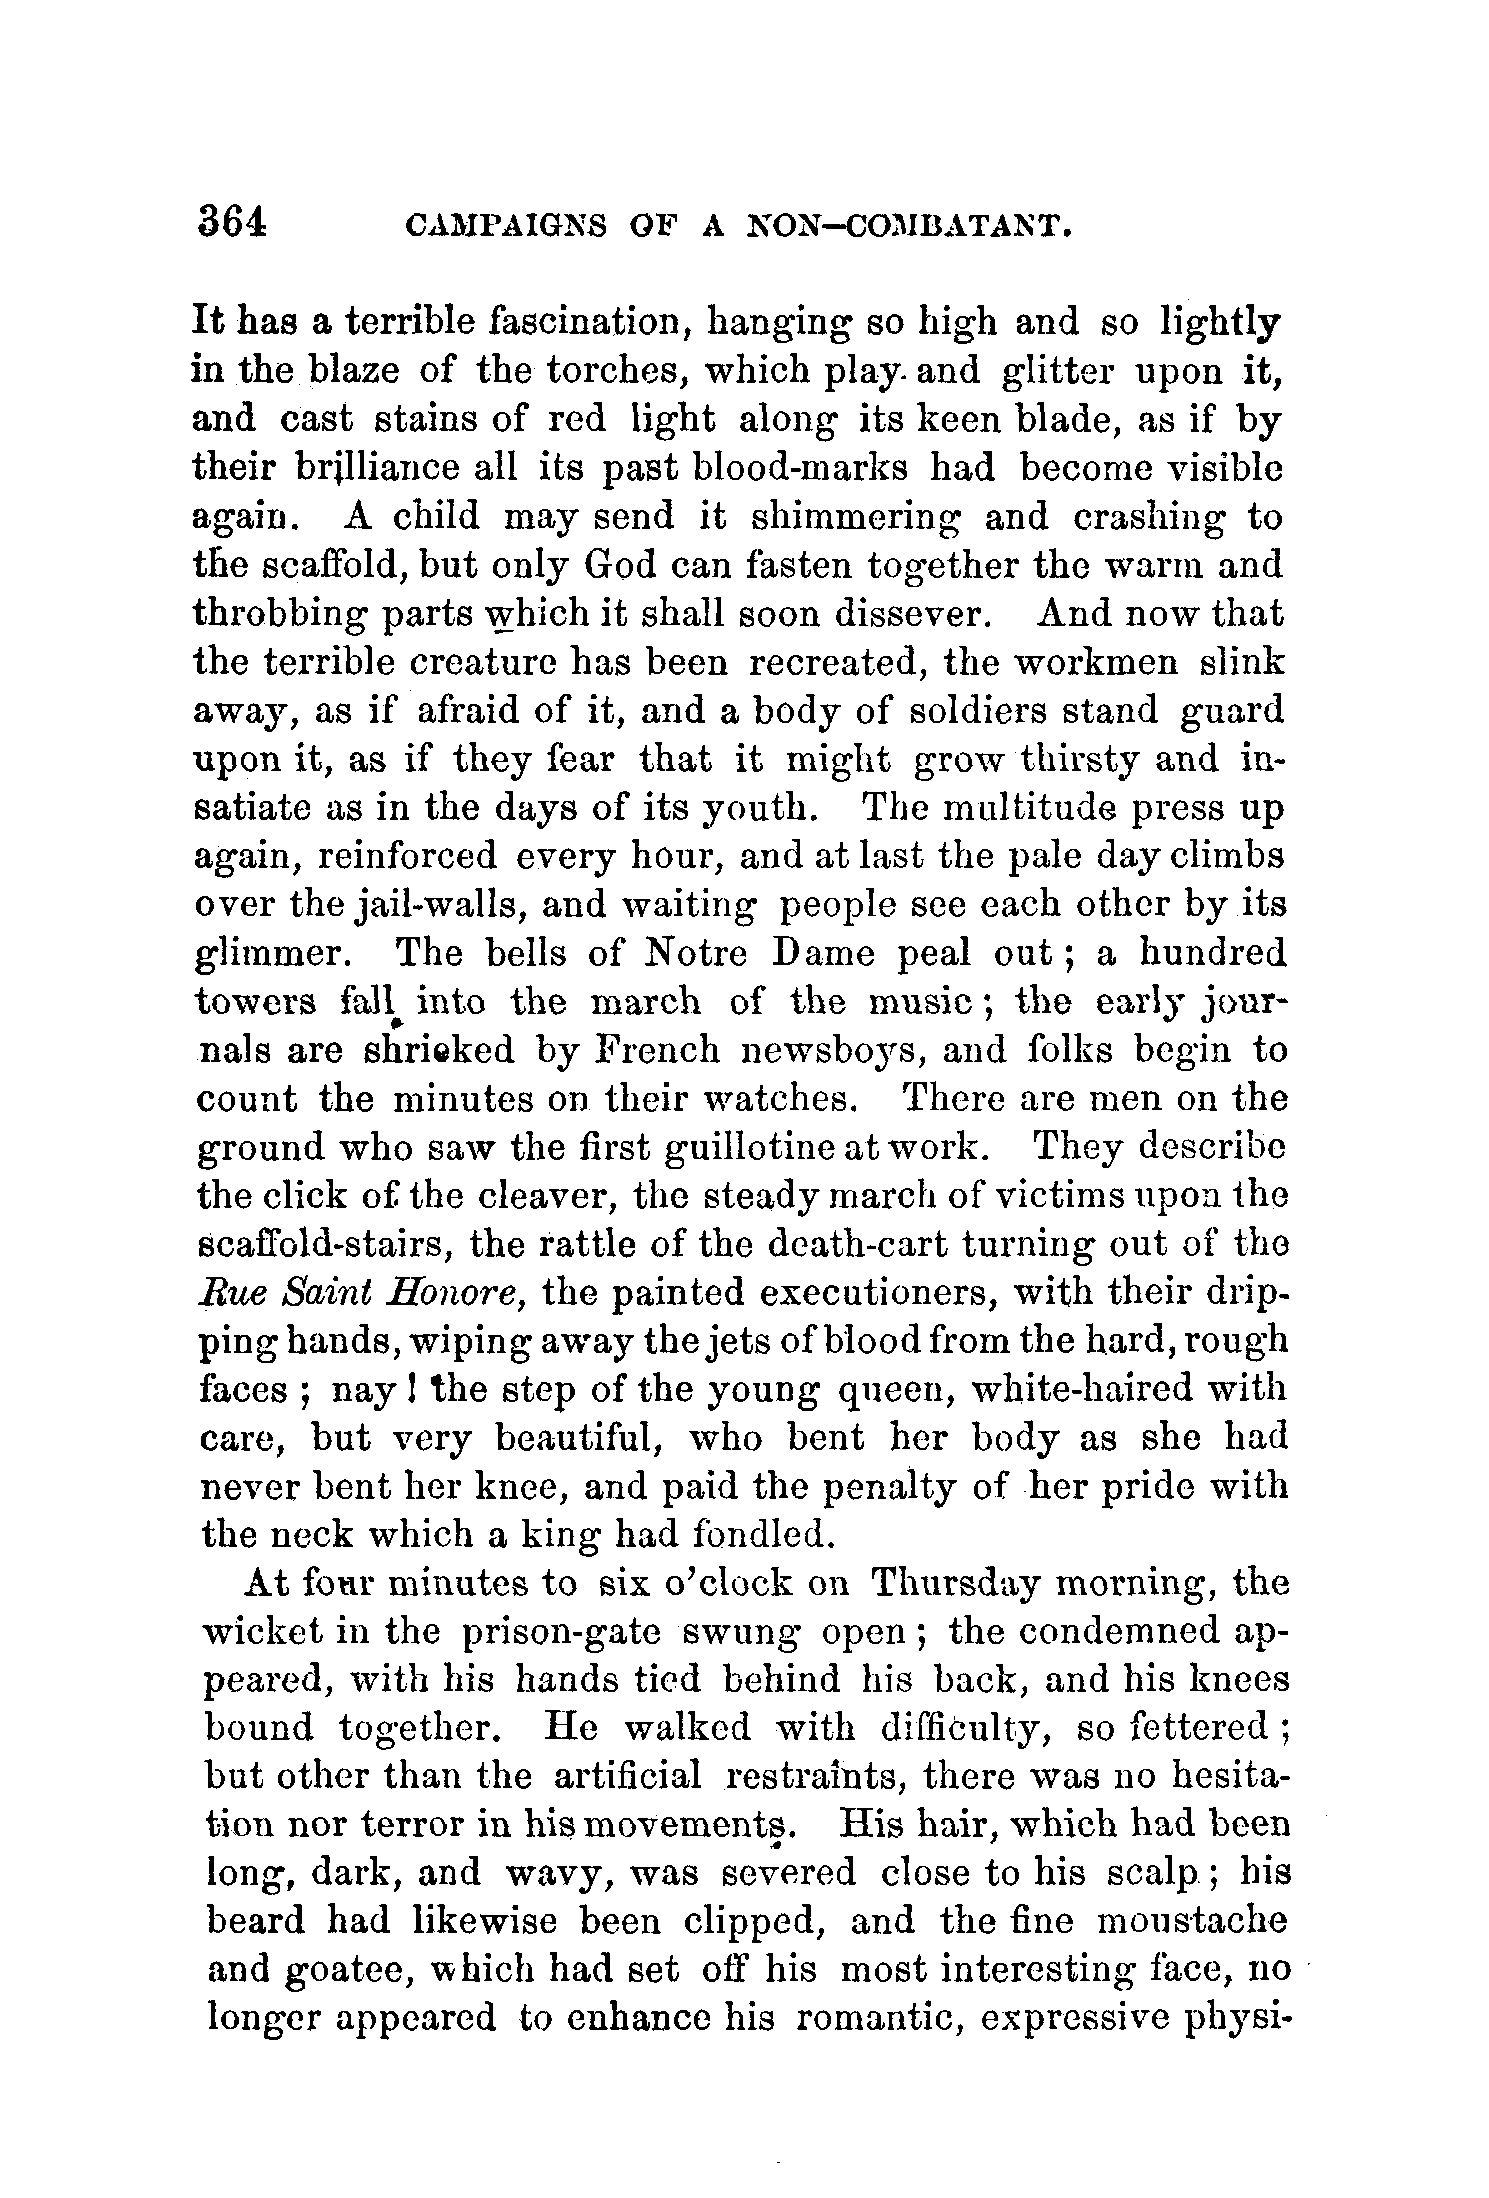 364 CAMPAIGNS OF A NON-COMBATANT.
It has a terrible fascination, hanging so high and so lightly
in the blaze of the torches, which play and glitter upon it,
and cast stains of red light along its keen blade, as if by
their brilliance all its past blood-marks had become visible
again. A child may send it shimmering and crashing to
the scaffold, but only God can fasten together the warm and
throbbing parts which it shall soon dissever. And now that
the terrible creature has been recreated, the workmen slink
away, as if afraid of it, and a body of soldiers stand guard
upon it, as if they fear that it might grow thirsty and in-
satiate as in the days of its youth. The multitude press up
again, reinforced every hour, and at last the pale day climbs
over the jail-walls, and waiting people see each other by its
glimmer. The bells of Notre Dame peal out; a hundred
towers fall into the march of the music; the early jour-
nals are shrieked by French newsboys, and folks begin to
count the minutes on their watches. There are men on the
ground who saw the first guillotine at work. They describe
the click of the cleaver, the steady march of victims upon the
scaffold-stairs, the rattle of the death-cart turning out of the
Rue Saint Honore, the painted executioners, with their drip-
ping hands, wiping away the jets of blood from the hard, rough
faces; nay! the step of the young queen, white-haired with
care, but very beautiful, who bent her body as she had
never bent her knee, and paid the penalty of her pride with
the neck which a king had fondled.
At four minutes to six o'clock on Thursday morning, the
wicket in the prison-gate swung open; the condemned ap-
peared, with his hands tied behind his back, and his knees
bound together. He walked with difficulty, so fettered;
but other than the artificial restraints, there was no hesita-
tion nor terror in his movements. His hair, which had been
long, dark, and wavy, was severed close to his scalp; his
beard had likewise been clipped, and the fine moustache
and goatee, which had set off his most interesting face, no
longer appeared to enhance his romantic, expressive physi-